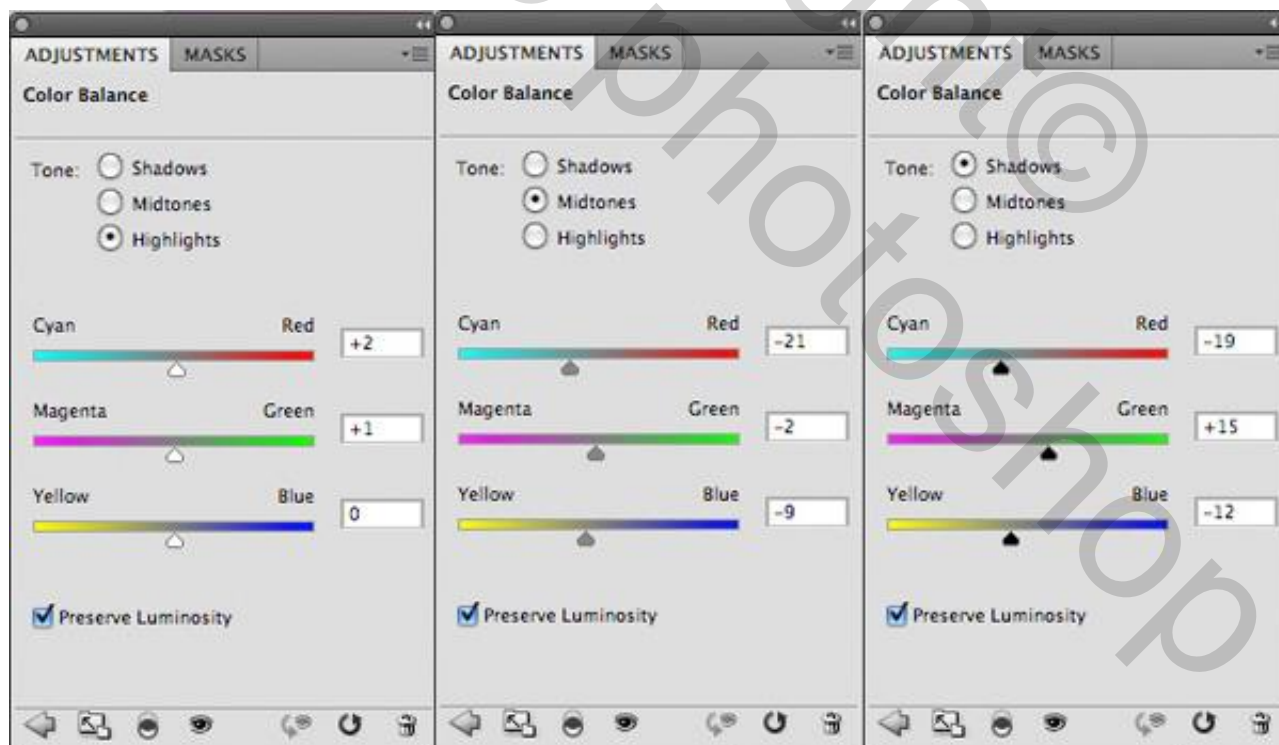 ADJUSTMENTS MASKS
Color Balance
Tone: Shadows
Midtones
Highlights
Cyan Red +2
Magenta Green +1
Yellow Blue 0
Preserve Luminosity
ADJUSTMENTS MASKS
Color Balance
Tone: Shadows
Midtones
Highlights
Cyan Red -21
Magenta Green -2
Yellow Blue -9
Preserve Luminosity
ADJUSTMENTS MASKS
Color Balance
Tone: Shadows
Midtones
Highlights
Cyan Red -19
Magenta Green +15
Yellow Blue -12
Preserve Luminosity
photoshop